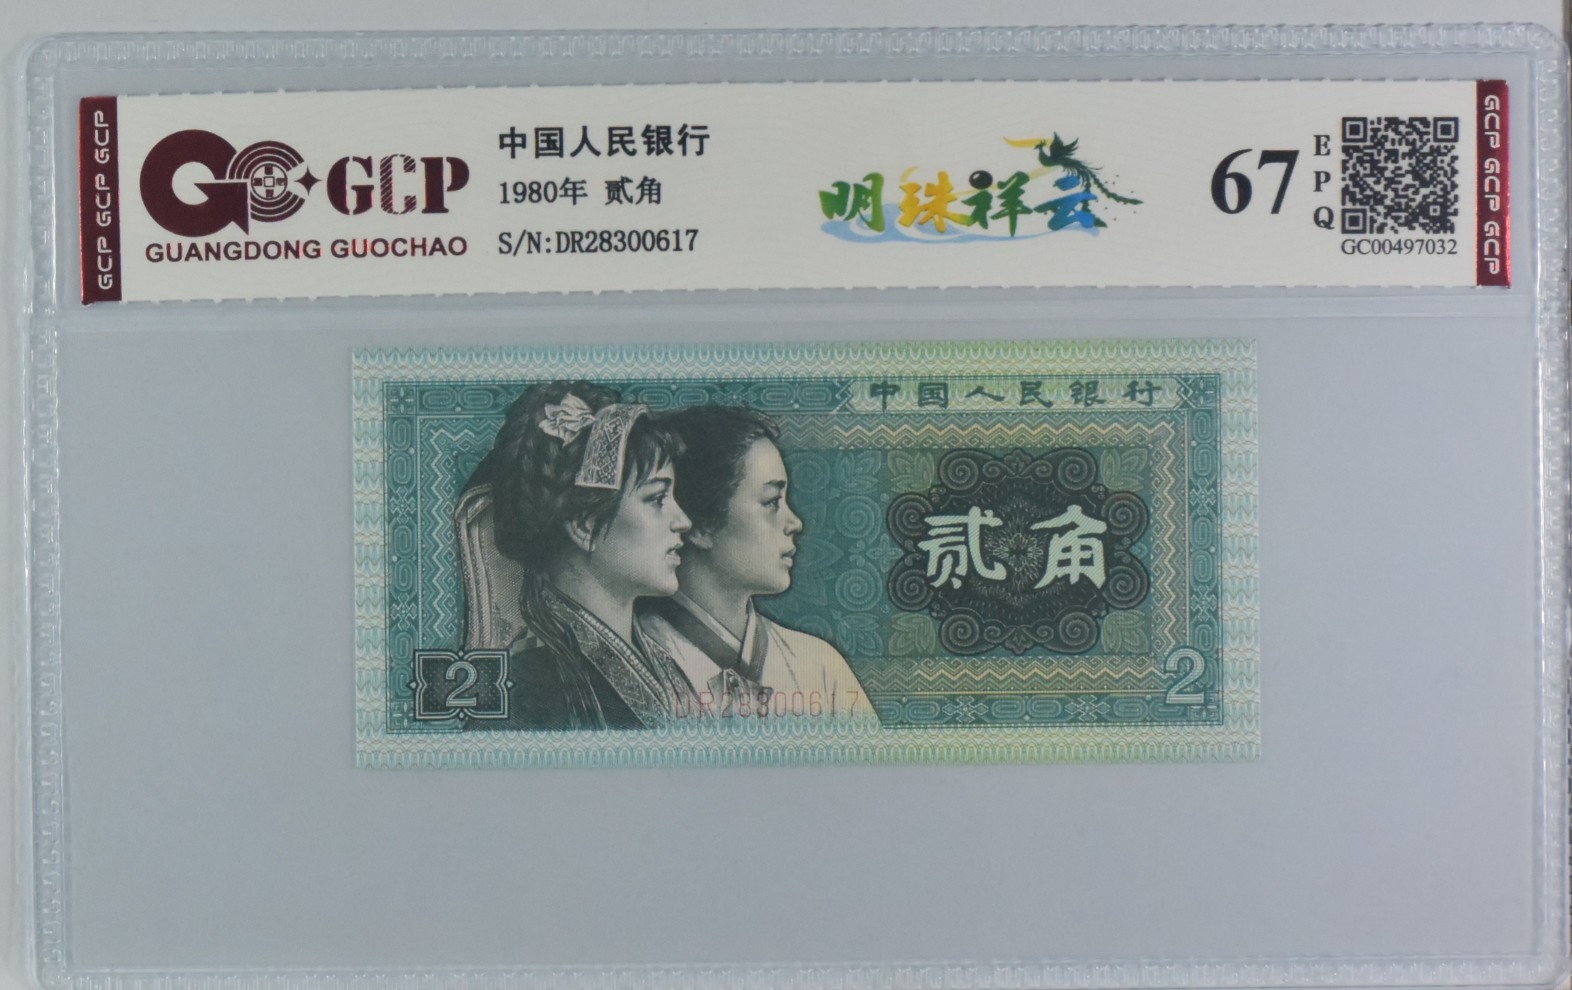 GCP GCP GCP
GCP
GUANGDONG GUOCHAO
中国人民银行
1980年 贰角
S/N:DR28300617
明珠祥云
67
EPQ
GC00497032
GCP GCP GCP
中国人民银行
贰角
2
2
DR28300617